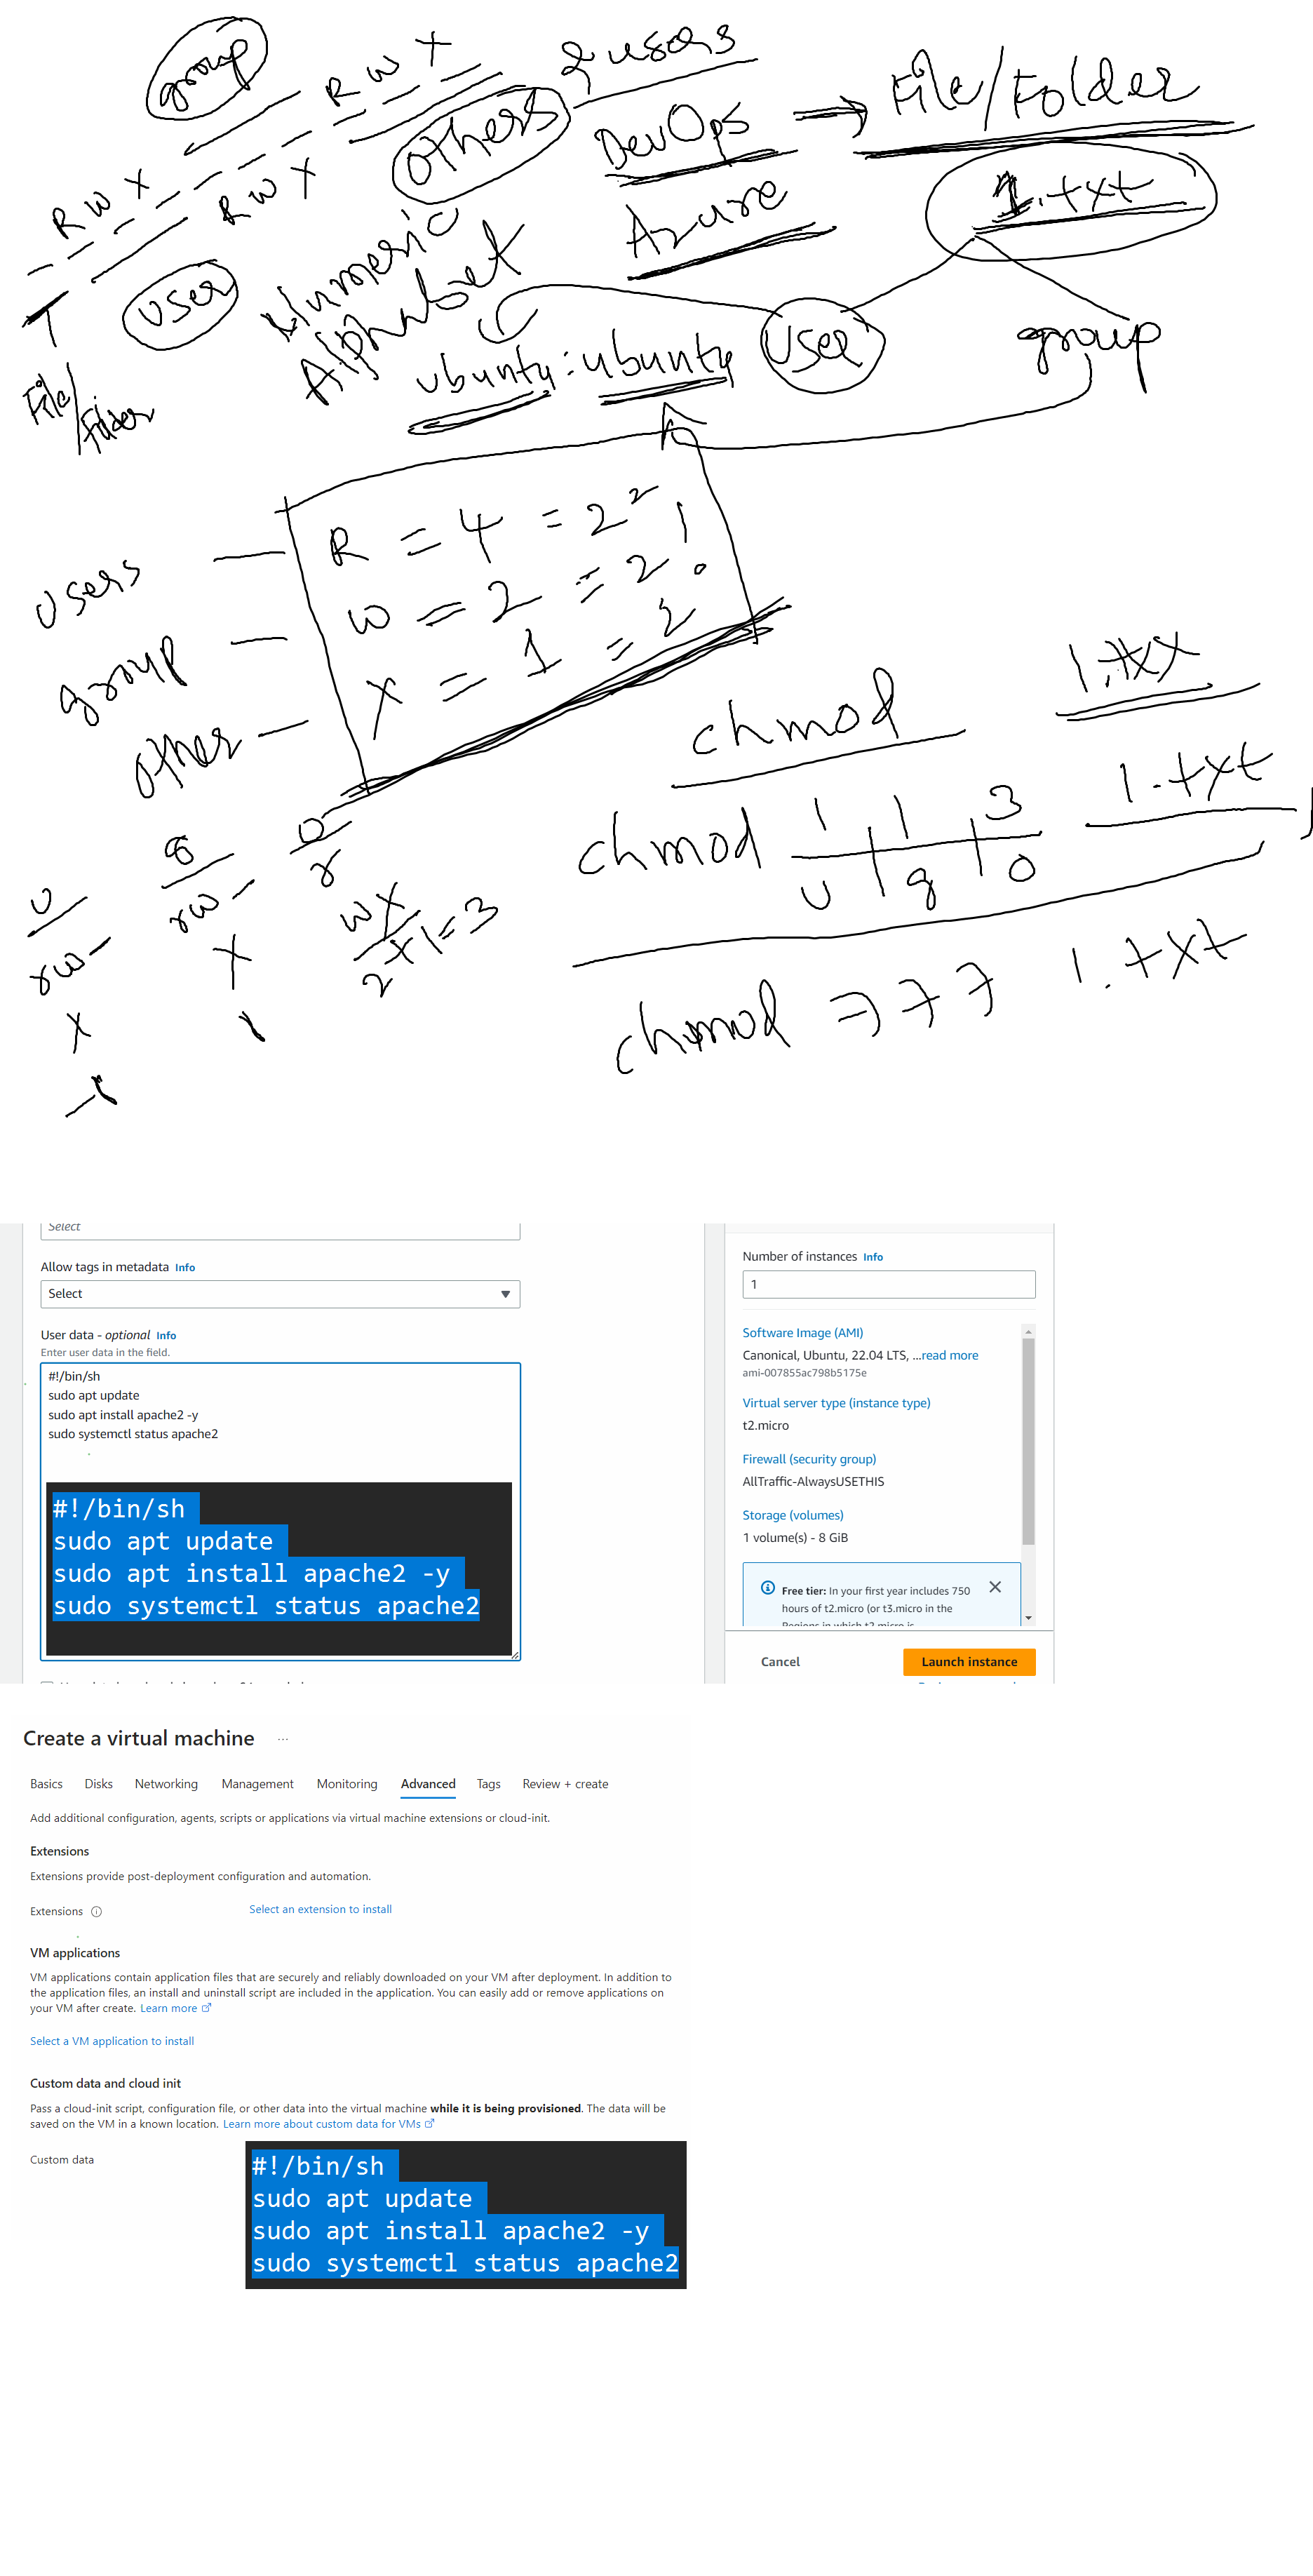 group
R W X
2 users
Others
DevOps
File/Folder
R W X
R W X
Azure
1.txt
User
Numeric
Alphabet
User
group
File/Folder
ubuntu:ubuntu
Users
R = 4 = 2²
group
W = 2 = 2¹
other
X = 1 = 2⁰
chmod
1.txt
chmod 1 1 3 1.txt
u g o
u
rw-
x
rw-
x
wx
2+1=3
chmod 777 1.txt
Select
Allow tags in metadata Info
Select
User data - optional Info
Enter user data in the field.
#!/bin/sh
sudo apt update
sudo apt install apache2 -y
sudo systemctl status apache2
#!/bin/sh
sudo apt update
sudo apt install apache2 -y
sudo systemctl status apache2
Number of instances Info
1
Software Image (AMI)
Canonical, Ubuntu, 22.04 LTS, ...read more
ami-007855ac798b5175e
Virtual server type (instance type)
t2.micro
Firewall (security group)
AllTraffic-AlwaysUSETHIS
Storage (volumes)
1 volume(s) - 8 GiB
Free tier: In your first year includes 750
hours of t2.micro (or t3.micro in the
Regions in which t2.micro is
Cancel
Launch instance
Create a virtual machine ...
Basics Disks Networking Management Monitoring Advanced Tags Review + create
Add additional configuration, agents, scripts or applications via virtual machine extensions or cloud-init.
Extensions
Extensions provide post-deployment configuration and automation.
Extensions
Select an extension to install
VM applications
VM applications contain application files that are securely and reliably downloaded on your VM after deployment. In addition to
the application files, an install and uninstall script are included in the application. You can easily add or remove applications on
your VM after create. Learn more
Select a VM application to install
Custom data and cloud init
Pass a cloud-init script, configuration file, or other data into the virtual machine while it is being provisioned. The data will be
saved on the VM in a known location. Learn more about custom data for VMs
Custom data
#!/bin/sh
sudo apt update
sudo apt install apache2 -y
sudo systemctl status apache2